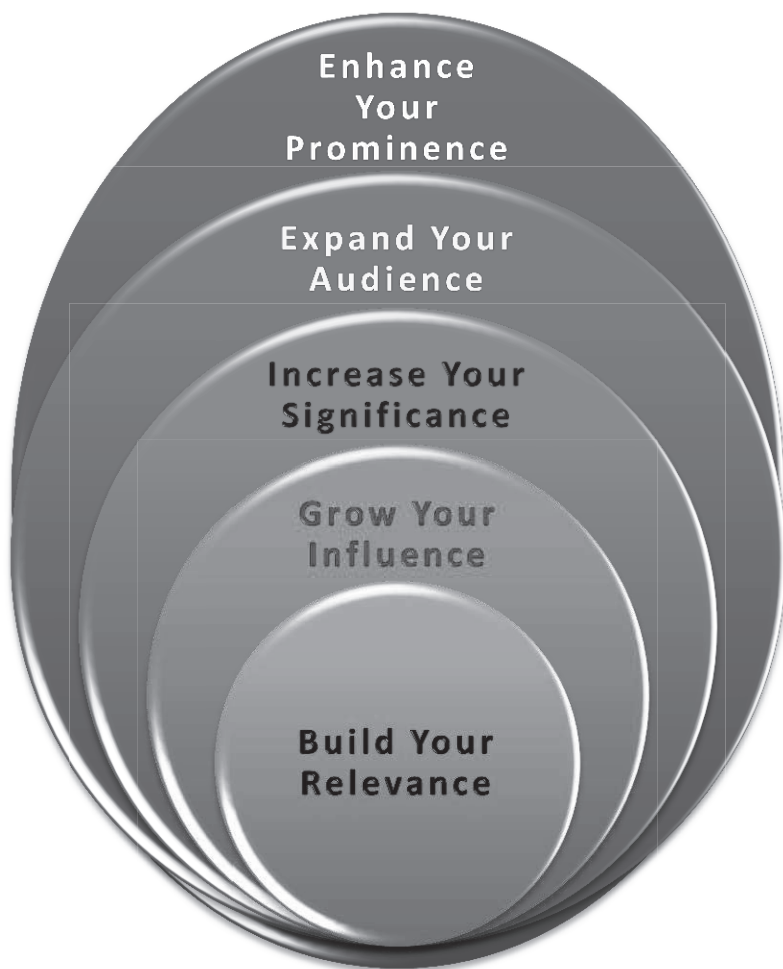 Enhance
Your
Prominence
Expand Your
Audience
Increase Your
Significance
Grow Your
Influence
Build Your
Relevance